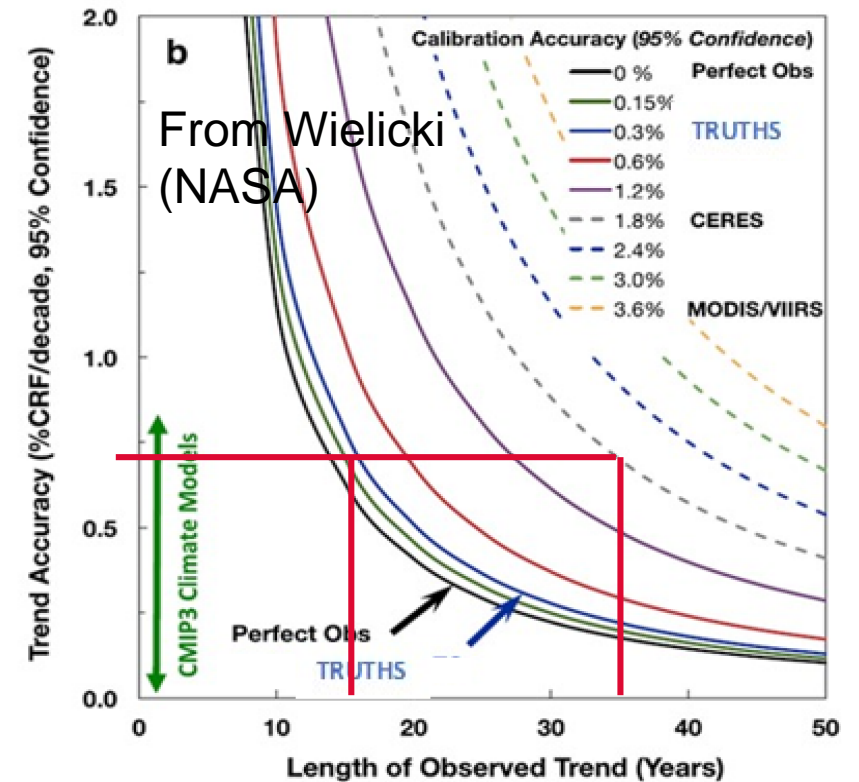 b
From Wielicki
(NASA)
Calibration Accuracy (95% Confidence)
0 % Perfect Obs
0.15%
0.3% TRUTHS
0.6%
1.2%
1.8% CERES
2.4%
3.0%
3.6% MODIS/VIIRS
Trend Accuracy (%CRF/decade, 95% Confidence)
2.0
1.5
1.0
0.5
0.0
CMIP3 Climate Models
Perfect Obs
TRUTHS
0 10 20 30 40 50
Length of Observed Trend (Years)